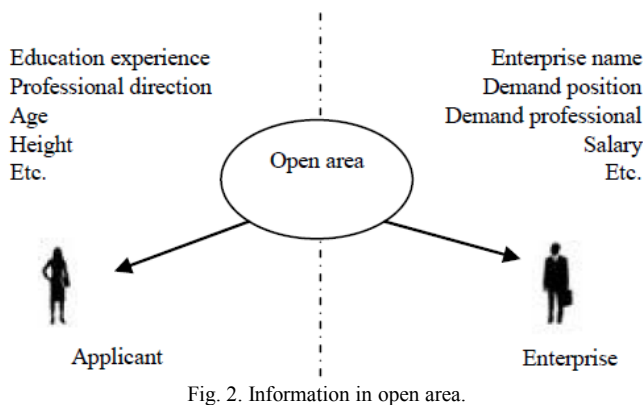 Education experience
Professional direction
Age
Height
Etc.
Enterprise name
Demand position
Demand professional
Salary
Etc.
Open area
Applicant
Enterprise
Fig. 2. Information in open area.